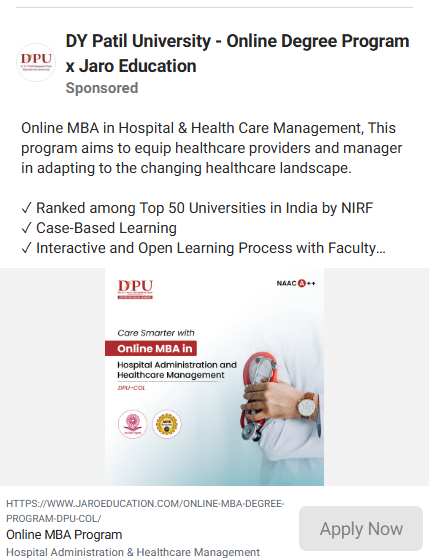 DPU
DY Patil University - Online Degree Program
x Jaro Education
Sponsored
Online MBA in Hospital & Health Care Management, This
program aims to equip healthcare providers and manager
in adapting to the changing healthcare landscape.
✓ Ranked among Top 50 Universities in India by NIRF
✓ Case-Based Learning
✓ Interactive and Open Learning Process with Faculty...
DPU
NAAC A++
Care Smarter with
Online MBA in
Hospital Administration and
Healthcare Management
DPU-COL
HTTPS://WWW.JAROEDUCATION.COM/ONLINE-MBA-DEGREE-
PROGRAM-DPU-COL/
Online MBA Program
Hospital Administration & Healthcare Management
Apply Now